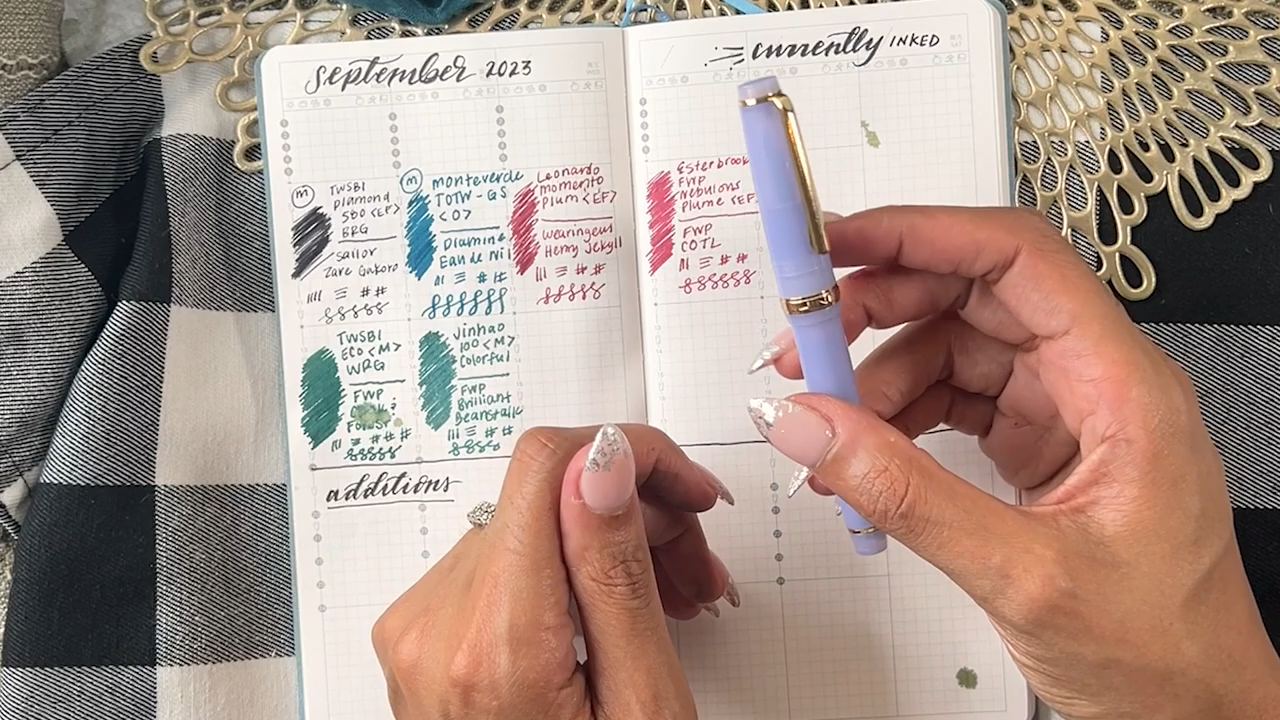 september 2023
currently INKED
TWSBI
Diamond
580 <EF>
BRG
Sailor
monteverde
TOTW - GS
<O>
Diamine
Eau de Nil
Leonardo
momento
plum <EF>
Wearingeul
Henry Jekyll
Esterbrook
FWP
Nebulous
Plume <EF
FWP
COTL
TWSBI
ECO <M>
WRG
FWP
Forest
Jinhao
100 <M>
Colorful
FWP
Brilliant
Beanstalk
additions